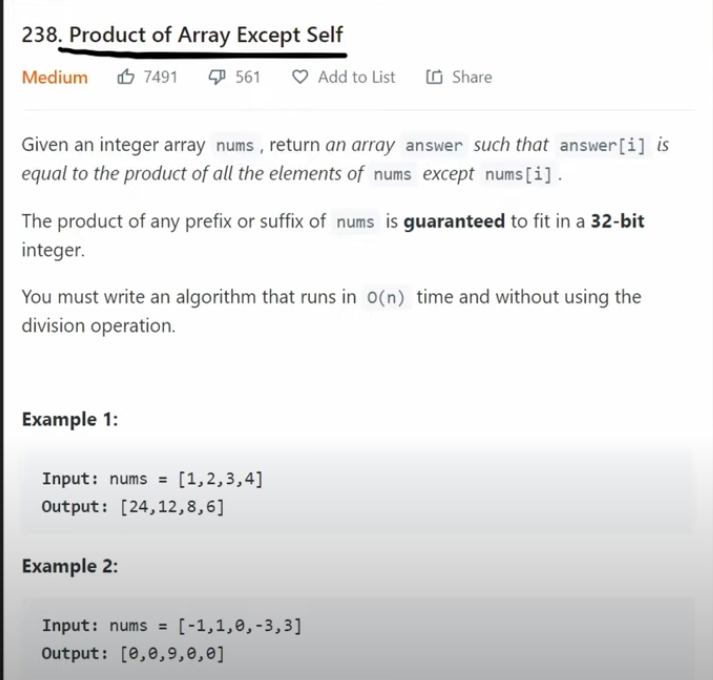 238. Product of Array Except Self
Medium 7491 561 Add to List Share
Given an integer array nums , return an array answer such that answer[i] is
equal to the product of all the elements of nums except nums[i] .
The product of any prefix or suffix of nums is guaranteed to fit in a 32-bit
integer.
You must write an algorithm that runs in O(n) time and without using the
division operation.
Example 1:
Input: nums = [1,2,3,4]
Output: [24,12,8,6]
Example 2:
Input: nums = [-1,1,0,-3,3]
Output: [0,0,9,0,0]